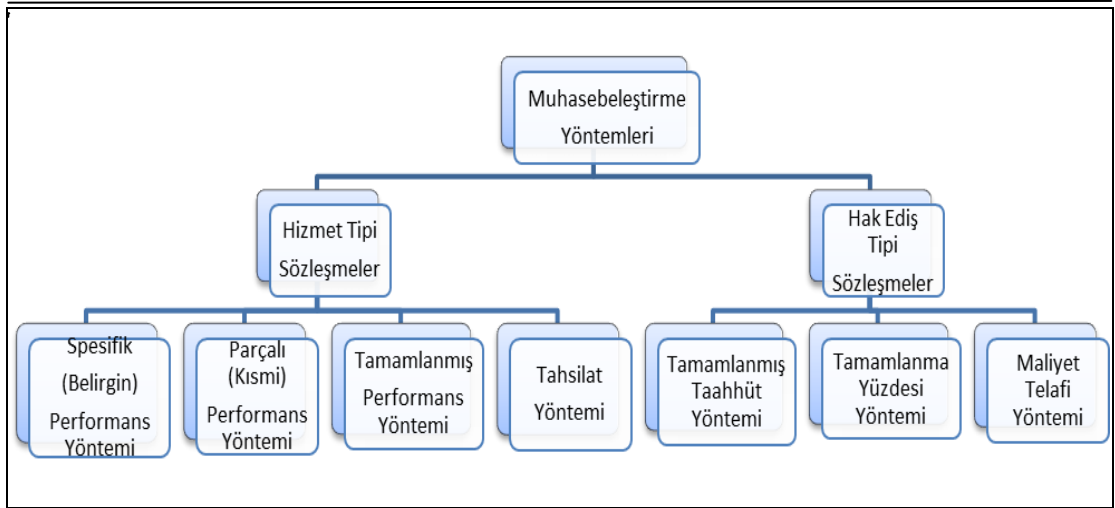 Muhasebeleştirme
Yöntemleri
Hizmet Tipi
Sözleşmeler
Hak Ediş
Tipi
Sözleşmeler
Spesifik
(Belirgin)
Performans
Yöntemi
Parçalı
(Kısmi)
Performans
Yöntemi
Tamamlanmış
Performans
Yöntemi
Tahsilat
Yöntemi
Tamamlanmış
Taahhüt
Yöntemi
Tamamlanma
Yüzdesi
Yöntemi
Maliyet
Telafi
Yöntemi